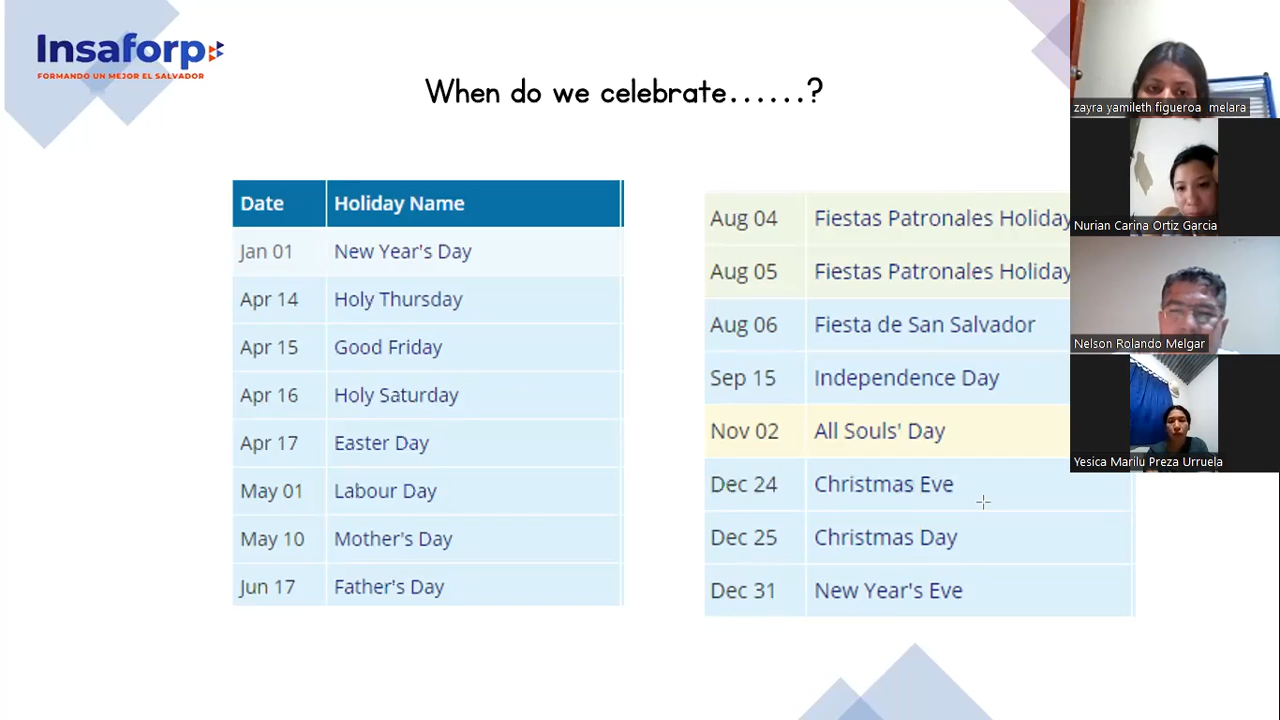 Insaforp
FORMANDO UN MEJOR EL SALVADOR
When do we celebrate......?
Date Holiday Name
Jan 01 New Year's Day
Apr 14 Holy Thursday
Apr 15 Good Friday
Apr 16 Holy Saturday
Apr 17 Easter Day
May 01 Labour Day
May 10 Mother's Day
Jun 17 Father's Day
Aug 04 Fiestas Patronales Holiday
Aug 05 Fiestas Patronales Holiday
Aug 06 Fiesta de San Salvador
Sep 15 Independence Day
Nov 02 All Souls' Day
Dec 24 Christmas Eve
Dec 25 Christmas Day
Dec 31 New Year's Eve
zayra yamileth figueroa melara
Nurian Carina Ortiz Garcia
Nelson Rolando Melgar
Yesica Marilu Preza Urruela